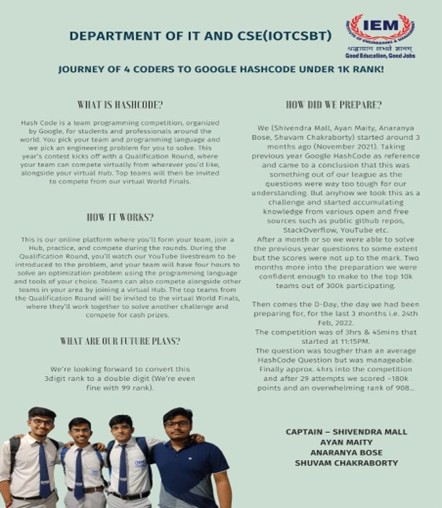 DEPARTMENT OF IT AND CSE(IOTCSBT)
IEM
श्रद्धावान् लभते ज्ञानम्
Good Education, Good Jobs
JOURNEY OF 4 CODERS TO GOOGLE HASHCODE UNDER 1K RANK!
WHAT IS HASHCODE?
Hash Code is a team programming competition, organized
by Google, for students and professionals around the
world. You pick your team and programming language and
we pick an engineering problem for you to solve. This
year's contest kicks off with a Qualification Round, where
your team can compete virtually from wherever you'd like,
alongside your virtual Hub. Top teams will then be invited
to compete from our virtual World Finals.
HOW IT WORKS?
This is our online platform where you'll form your team, join a
Hub, practice, and compete during the rounds. During the
Qualification Round, you'll watch our YouTube livestream to be
introduced to the problem, and your team will have four hours to
solve an optimization problem using the programming language
and tools of your choice. Teams can also compete alongside other
teams in your area by joining a virtual Hub. The top teams from
the Qualification Round will be invited to the virtual World Finals,
where they'll work together to solve another challenge and
compete for cash prizes.
WHAT ARE OUR FUTURE PLANS?
We're looking forward to convert this
3digit rank to a double digit (We're even
fine with 99 rank).
HOW DID WE PREPARE?
We (Shivendra Mall, Ayan Maity, Ananranya
Bose, Shuvam Chakraborty) started around 3
months ago (November 2021). Taking
previous year Google HashCode as reference
and came to a conclusion that this was
something out of our league as the
questions were way too tough for our
understanding. But anyhow we took this as a
challenge and started accumulating
knowledge from various open and free
sources such as public github repos,
StackOverflow, YouTube etc.
After a month or so we were able to solve
the previous year questions to some extent
but the scores were not up to the mark. Two
months more into the preparation we were
confident enough to make to the top 10k
teams out of 300k participating.
Then comes the D-Day, the day we had been
preparing for, for the last 3 months i.e. 24th
Feb, 2022.
The competition was of 3hrs & 45mins that
started at 11:15PM.
The question was tougher than an average
HashCode Question but was manageable.
Finally approx. 4hrs into the competition
and after 29 attempts we scored ~180k
points and an overwhelming rank of 908...
CAPTAIN – SHIVENDRA MALL
AYAN MAITY
ANARANYA BOSE
SHUVAM CHAKRABORTY